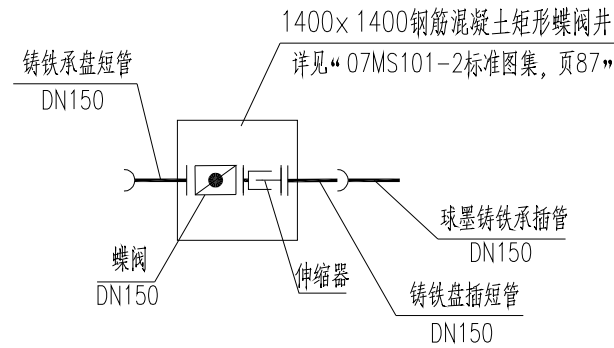 1400×1400钢筋混凝土矩形蝶阀井
详见“07MS101-2标准图集, 页87”
铸铁承盘短管
DN150
球墨铸铁承插管
DN150
蝶阀
DN150
伸缩器
铸铁盘插短管
DN150